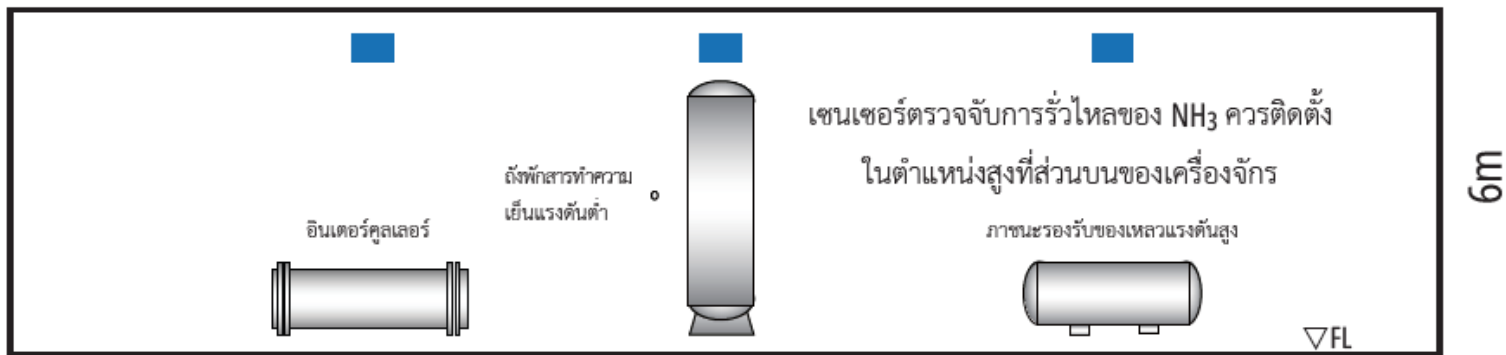 เซนเซอร์ตรวจจับการรั่วไหลของ NH₃ ควรติดตั้ง
ในตำแหน่งสูงที่ส่วนบนของเครื่องจักร
ถังพักสารทำความ
เย็นแรงดันต่ำ
อินเตอร์คูลเลอร์
ภาชนะรองรับของเหลวแรงดันสูง
▽FL
6m